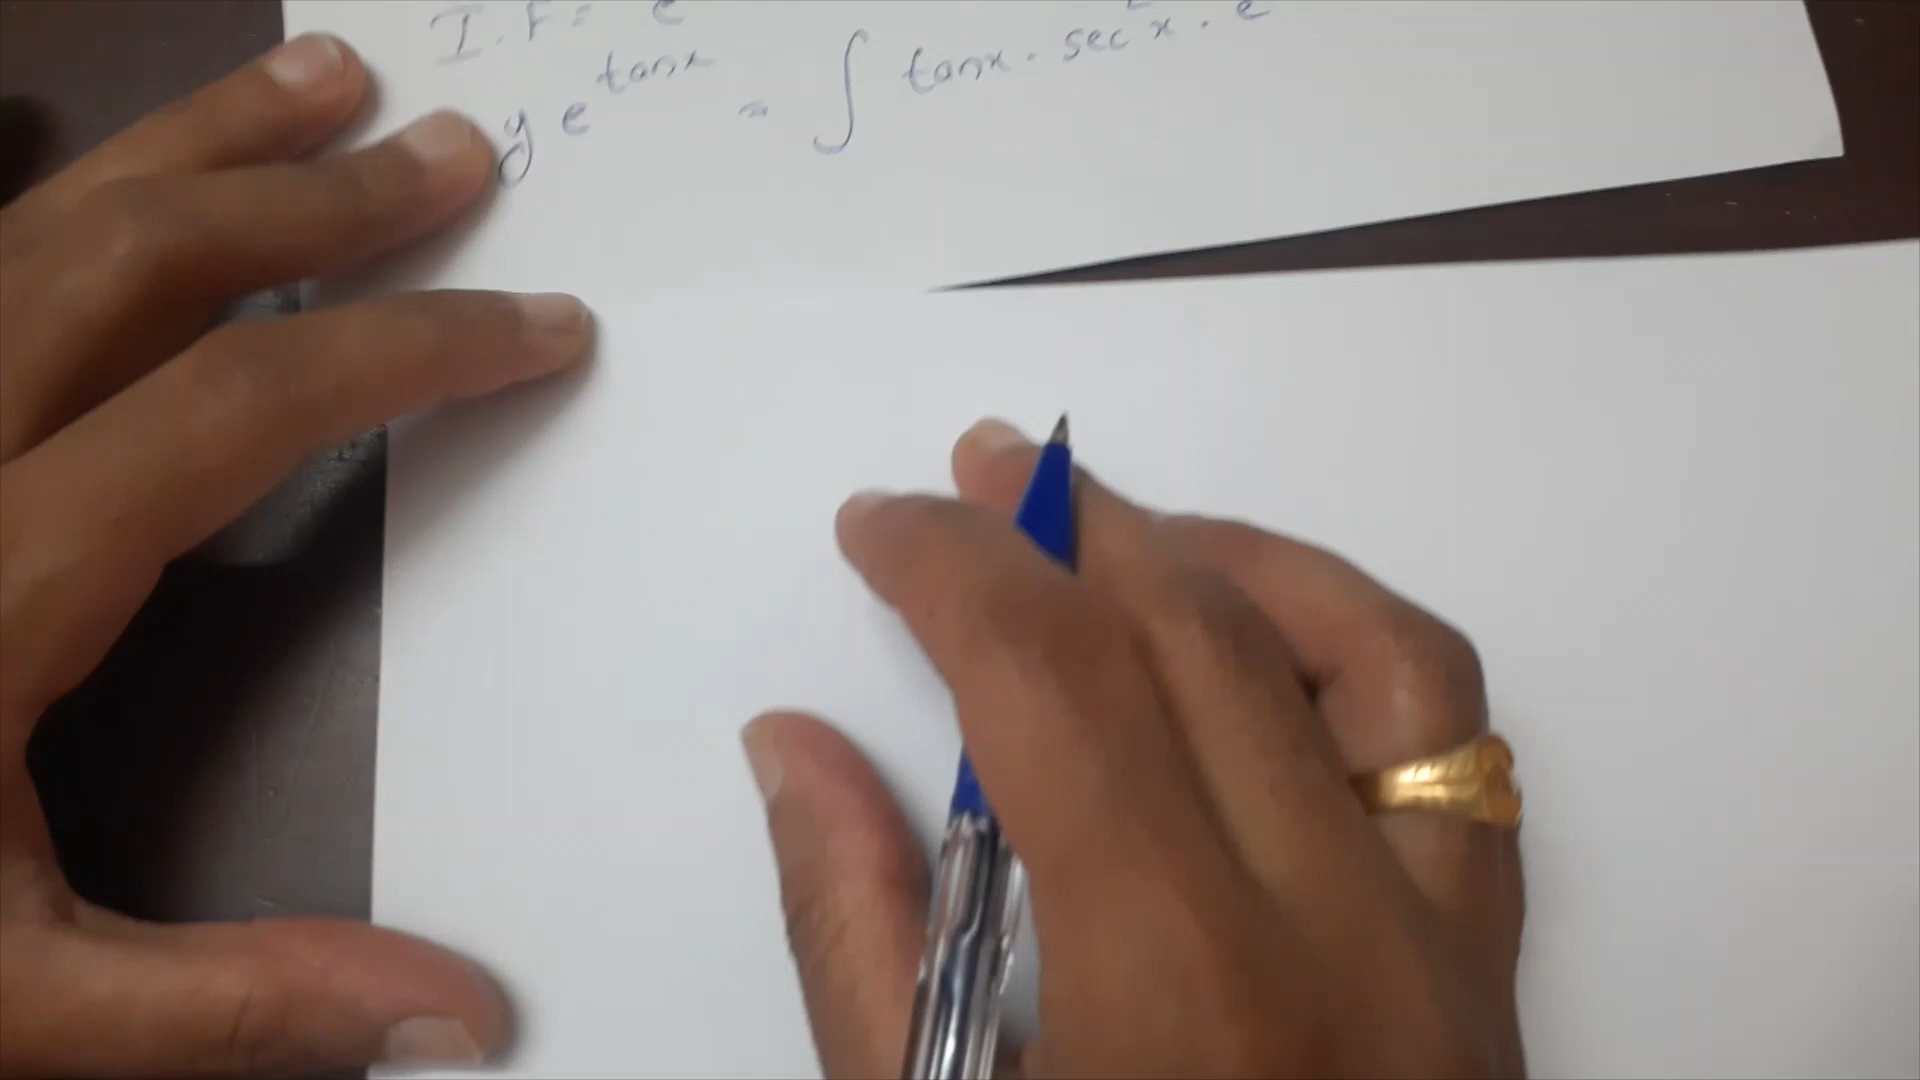 I.F = e
y e^tanx = ∫ tanx . sec²x . e